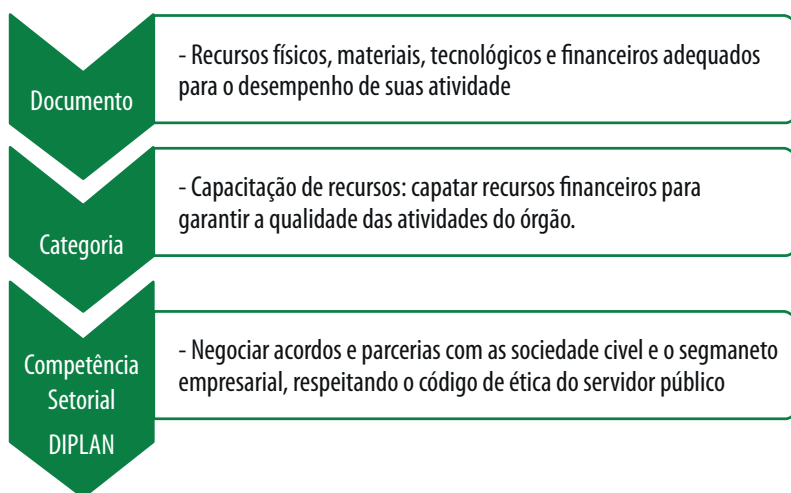 Documento
- Recursos físicos, materiais, tecnológicos e financeiros adequados
para o desempenho de suas atividade
Categoria
- Capacitação de recursos: capatar recursos financeiros para
garantir a qualidade das atividades do órgão.
Competência
Setorial
DIPLAN
- Negociar acordos e parcerias com as sociedade civel e o segmaneto
empresarial, respeitando o código de ética do servidor público